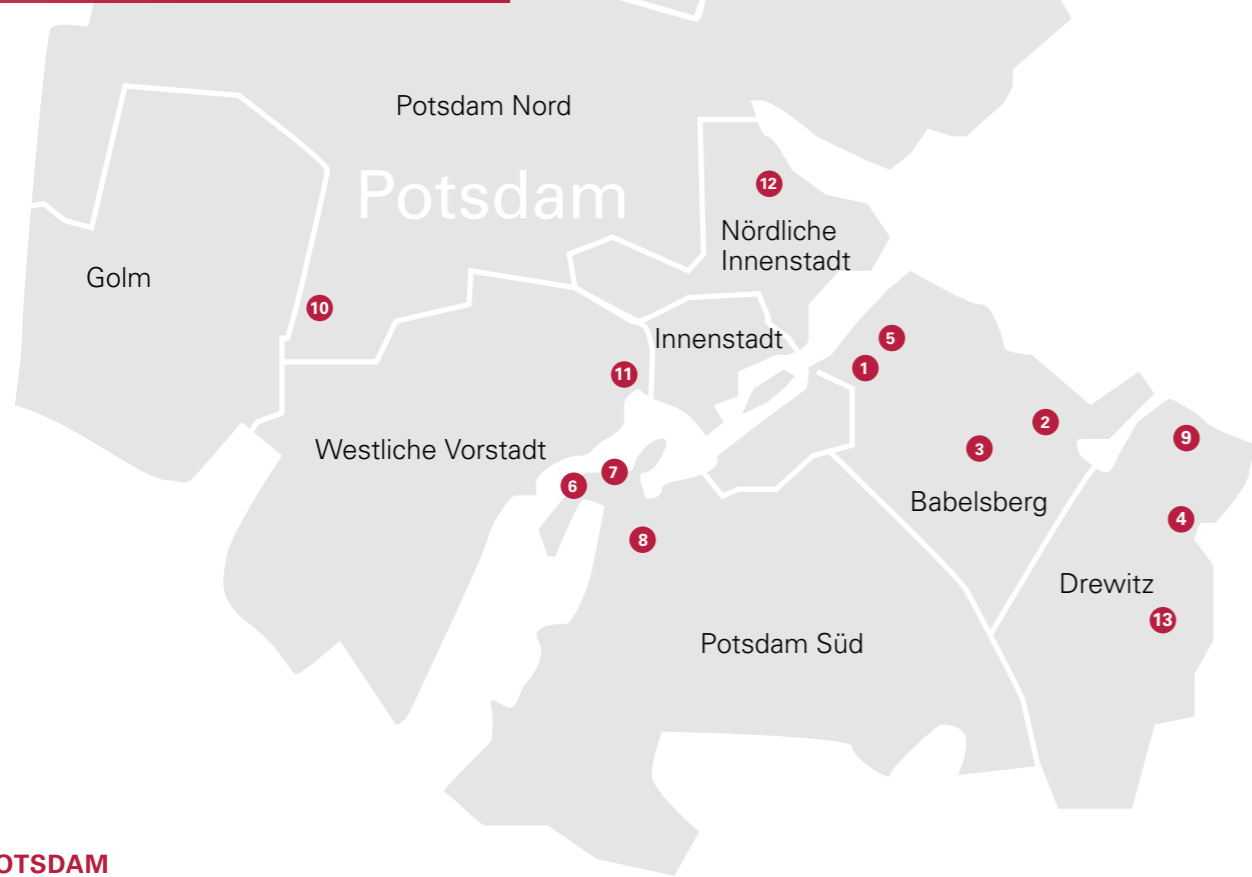 Potsdam Nord
Potsdam
12
Nördliche
Innenstadt
Golm
10
Innenstadt
5
1
11
2
9
3
Westliche Vorstadt
7
6
Babelsberg
4
8
Drewitz
13
Potsdam Süd
OTSDAM